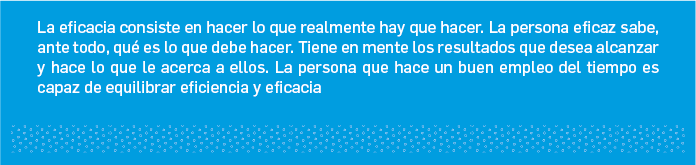 La eficacia consiste en hacer lo que realmente hay que hacer. La persona eficaz sabe,
ante todo, qué es lo que debe hacer. Tiene en mente los resultados que desea alcanzar
y hace lo que le acerca a ellos. La persona que hace un buen empleo del tiempo es
capaz de equilibrar eficiencia y eficacia